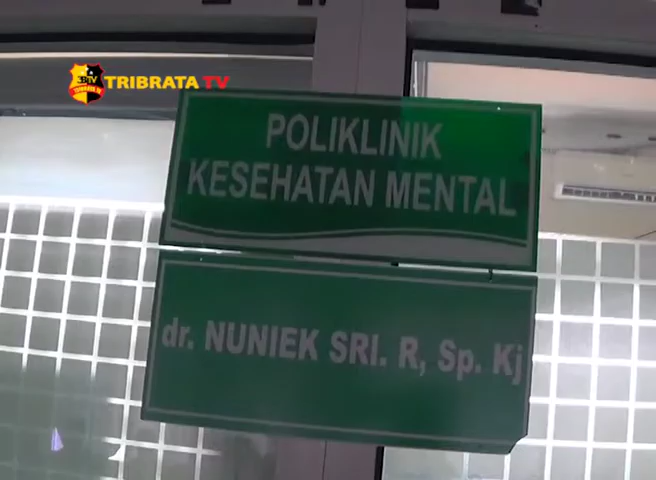 TRIBRATA TV
POLIKLINIK
KESEHATAN MENTAL
dr. NUNIEK SRI. R, Sp. Kj